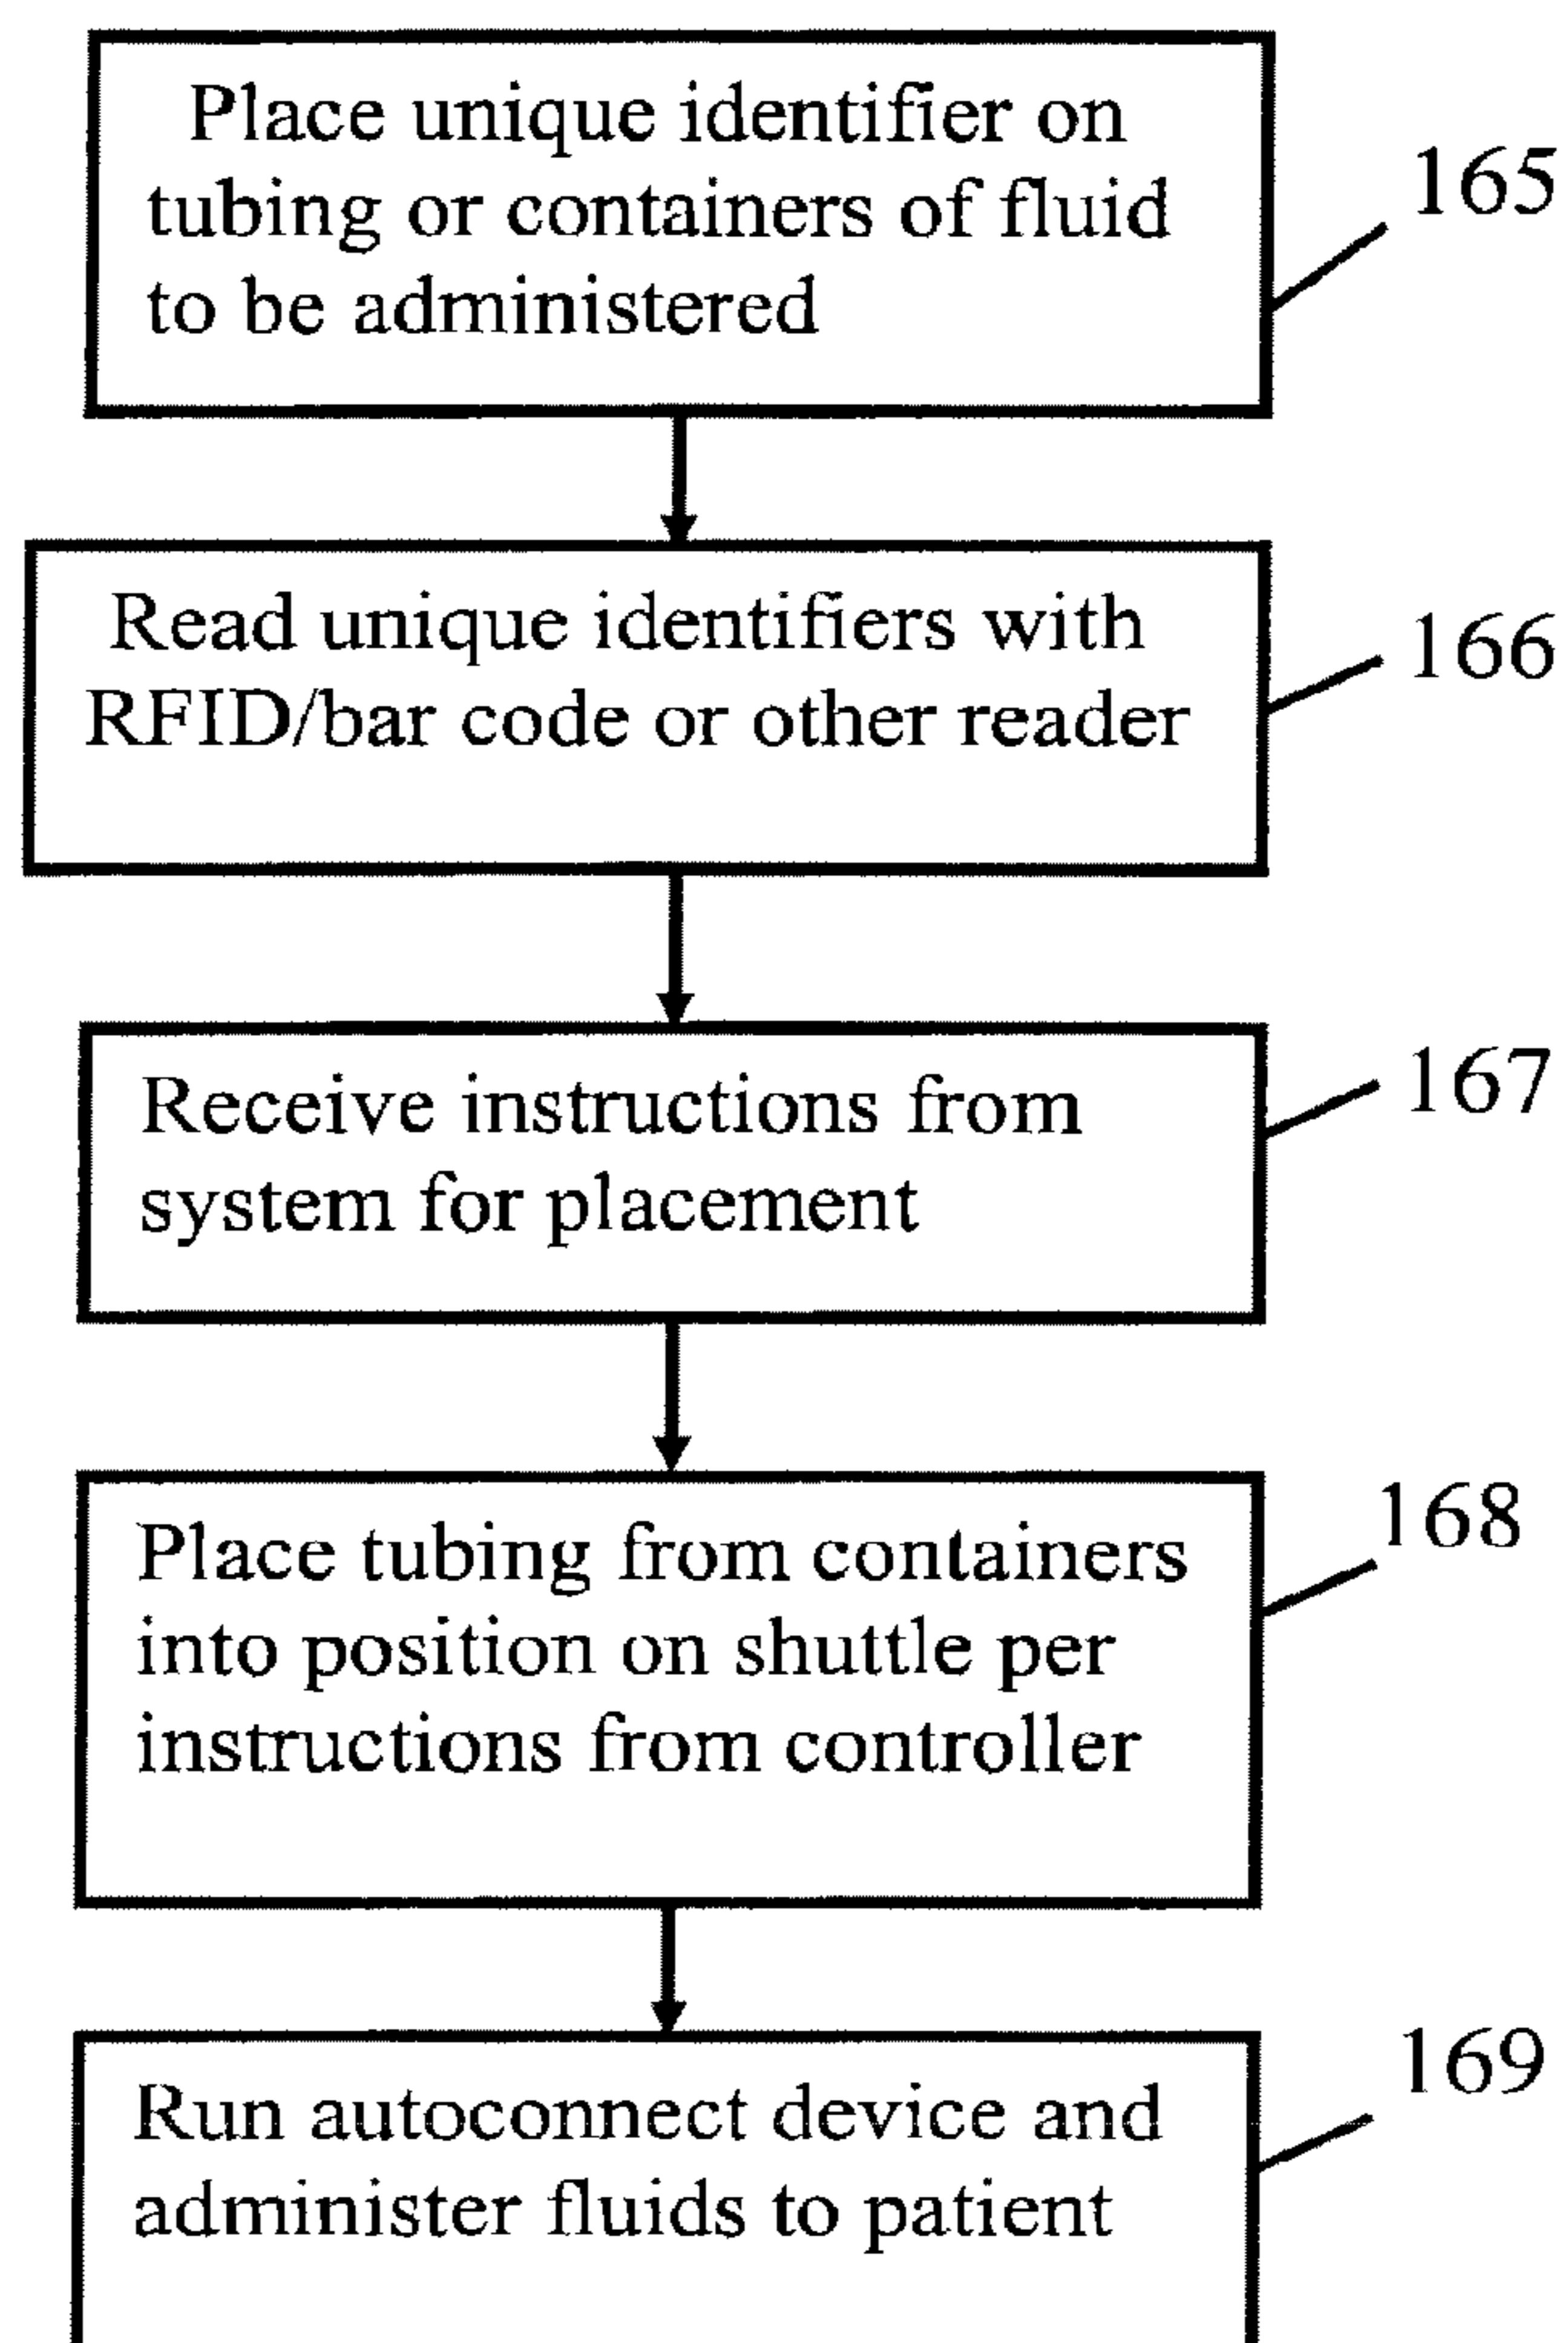 Place unique identifier on
tubing or containers of fluid
to be administered
165
Read unique identifiers with
RFID/bar code or other reader
166
Receive instructions from
system for placement
167
Place tubing from containers
into position on shuttle per
instructions from controller
168
Run autoconnect device and
administer fluids to patient
169